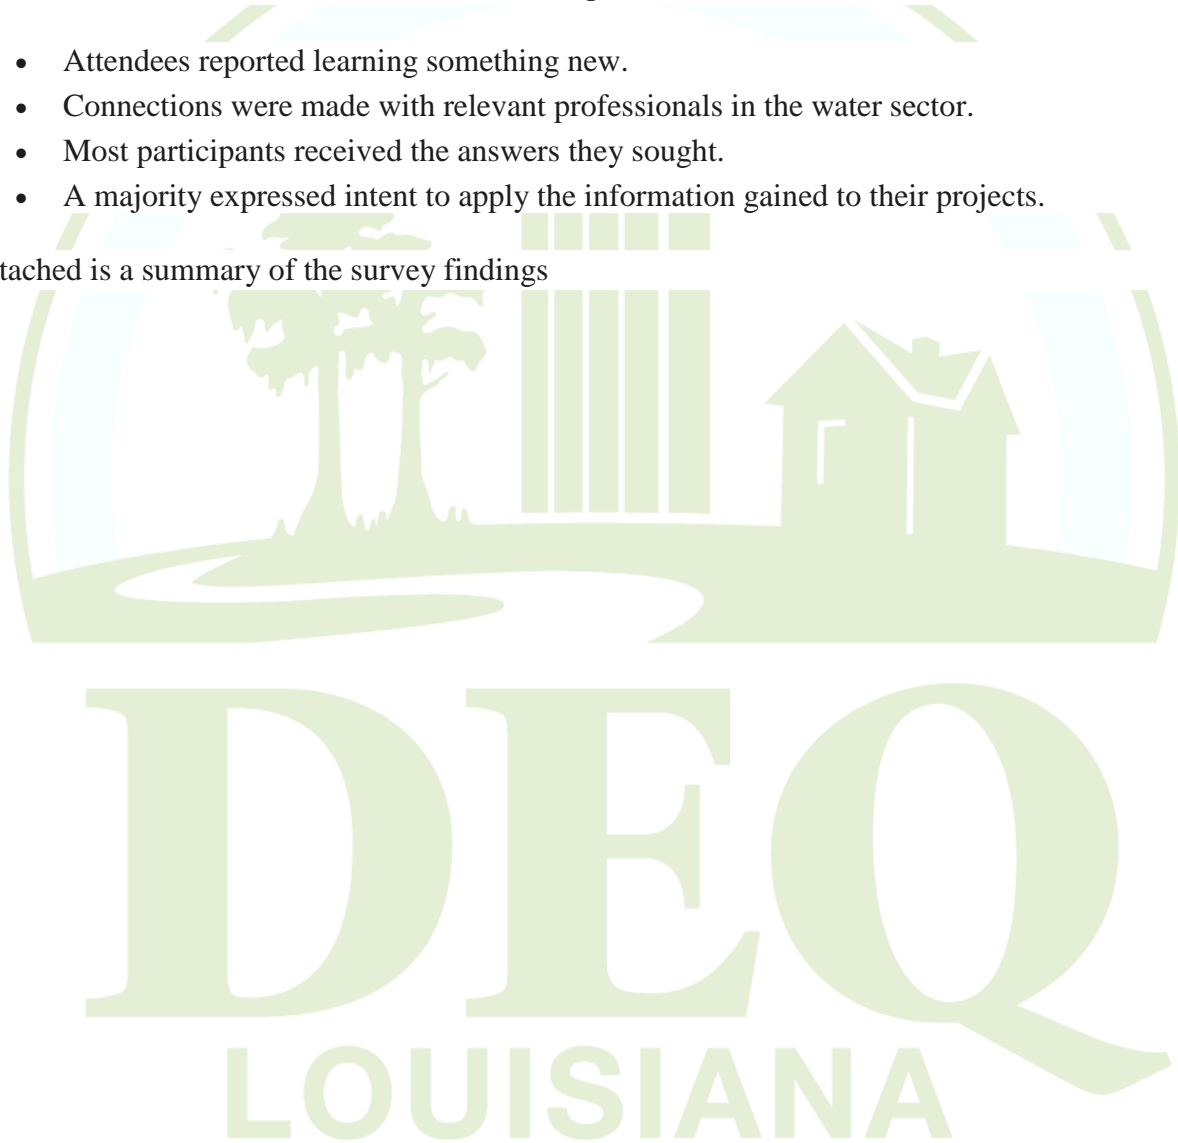 • Attendees reported learning something new.
• Connections were made with relevant professionals in the water sector.
• Most participants received the answers they sought.
• A majority expressed intent to apply the information gained to their projects.
tached is a summary of the survey findings
DEQ
LOUISIANA